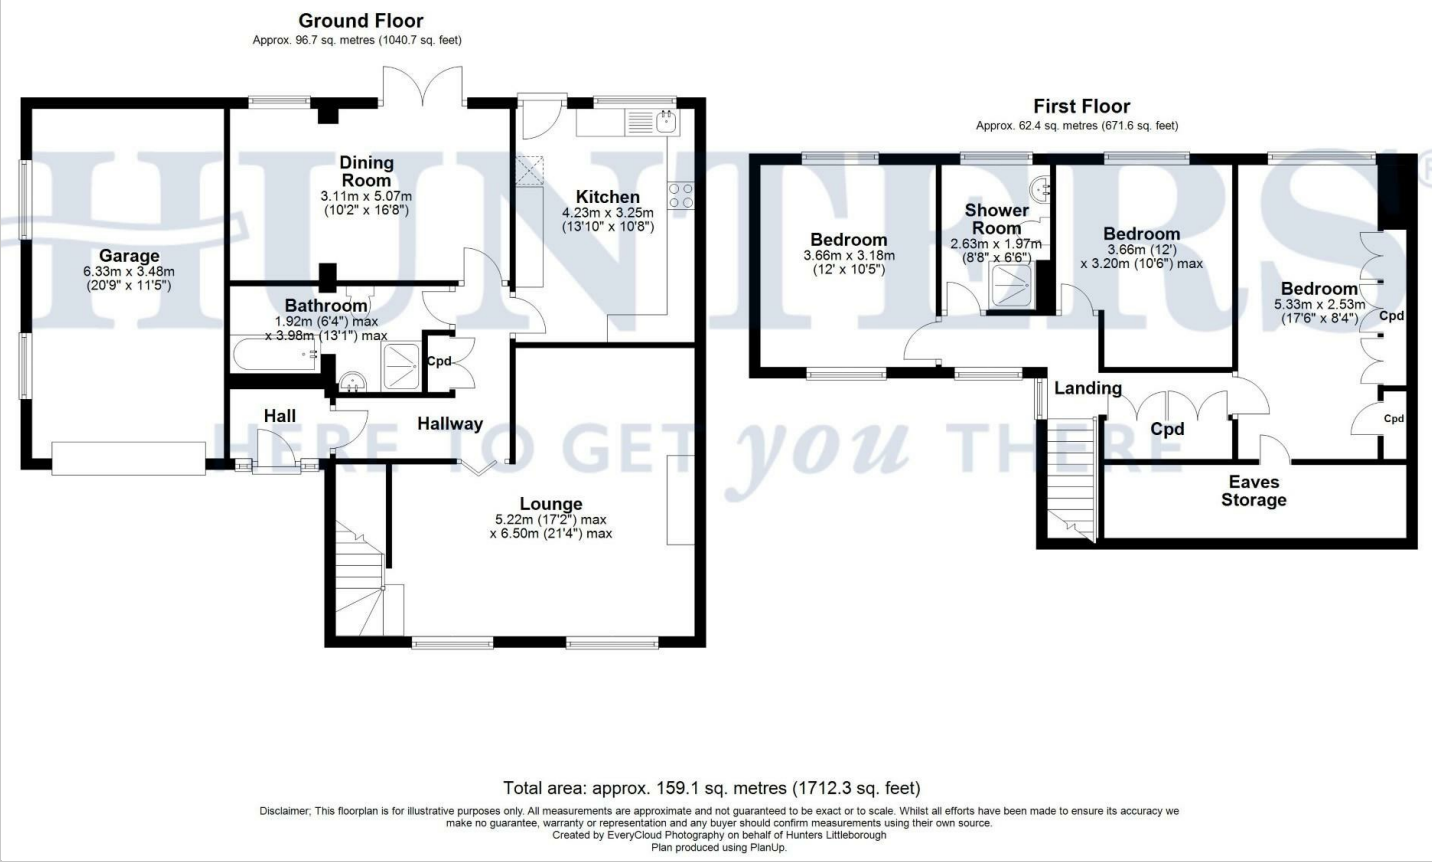 Ground Floor
Approx. 96.7 sq. metres (1040.7 sq. feet)
Dining
Room
3.11m x 5.07m
(10'2" x 16'8")
Kitchen
4.23m x 3.25m
(13'10" x 10'8")
Garage
6.33m x 3.48m
(20'9" x 11'5")
Bathroom
1.92m (6'4") max
x 3.98m (13'1") max
Cpd
Hall
Hallway
Lounge
5.22m (17'2") max
x 6.50m (21'4") max
First Floor
Approx. 62.4 sq. metres (671.6 sq. feet)
Bedroom
3.66m x 3.18m
(12' x 10'5")
Shower
Room
2.63m x 1.97m
(8'8" x 6'6")
Bedroom
3.66m (12')
x 3.20m (10'6") max
Bedroom
5.33m x 2.53m
(17'6" x 8'4")
Cpd
Landing
Cpd
Cpd
Eaves
Storage
HUNTERS®
HERE TO GET you THERE
Total area: approx. 159.1 sq. metres (1712.3 sq. feet)
Disclaimer; This floorplan is for illustrative purposes only. All measurements are approximate and not guaranteed to be exact or to scale. Whilst all efforts have been made to ensure its accuracy we
make no guarantee, warranty or representation and any buyer should confirm measurements using their own source.
Created by EveryCloud Photography on behalf of Hunters Littleborough
Plan produced using PlanUp.